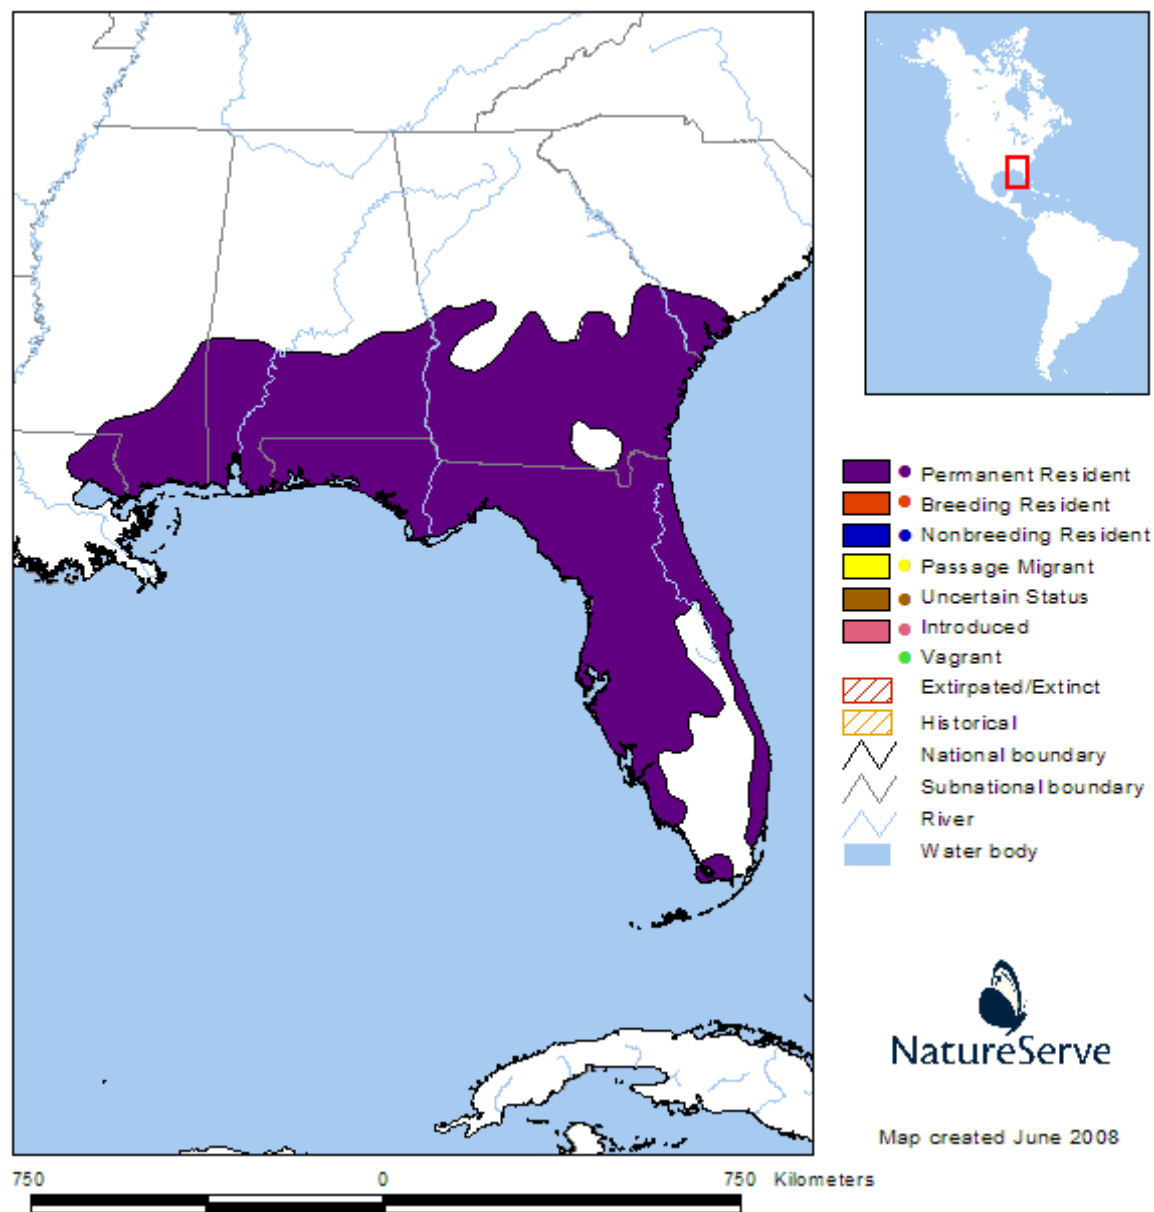 Permanent Resident
Breeding Resident
Nonbreeding Resident
Passage Migrant
Uncertain Status
Introduced
Vagrant
Extirpated/Extinct
Historical
National boundary
Subnational boundary
River
Water body
NatureServe
Map created June 2008
750 0 750 Kilometers